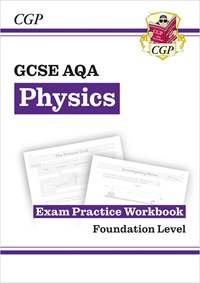 CGP
CGP
GCSE AQA
Physics
Exam Practice Workbook
Foundation Level